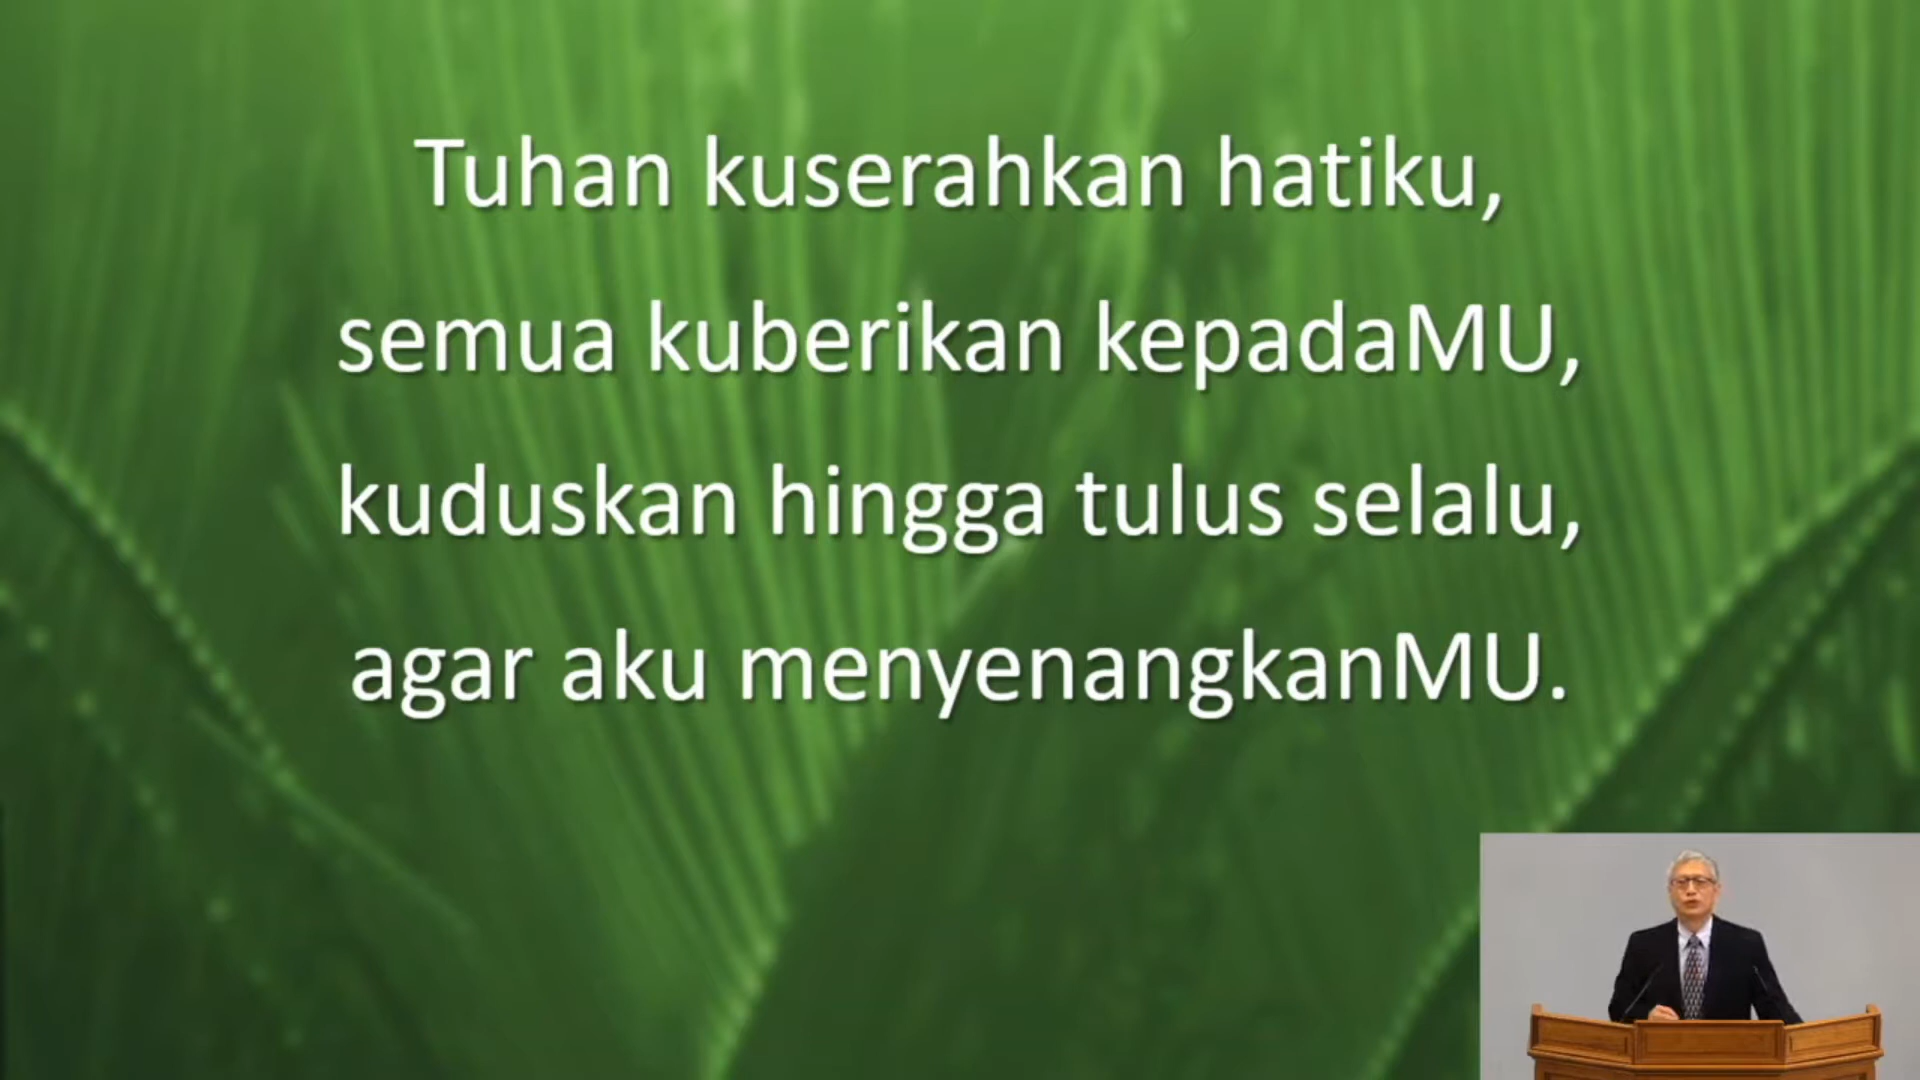 Tuhan kuserahkan hatiku,
semua kuberikan kepadaMU,
kuduskan hingga tulus selalu,
agar aku menyenangkanMU.